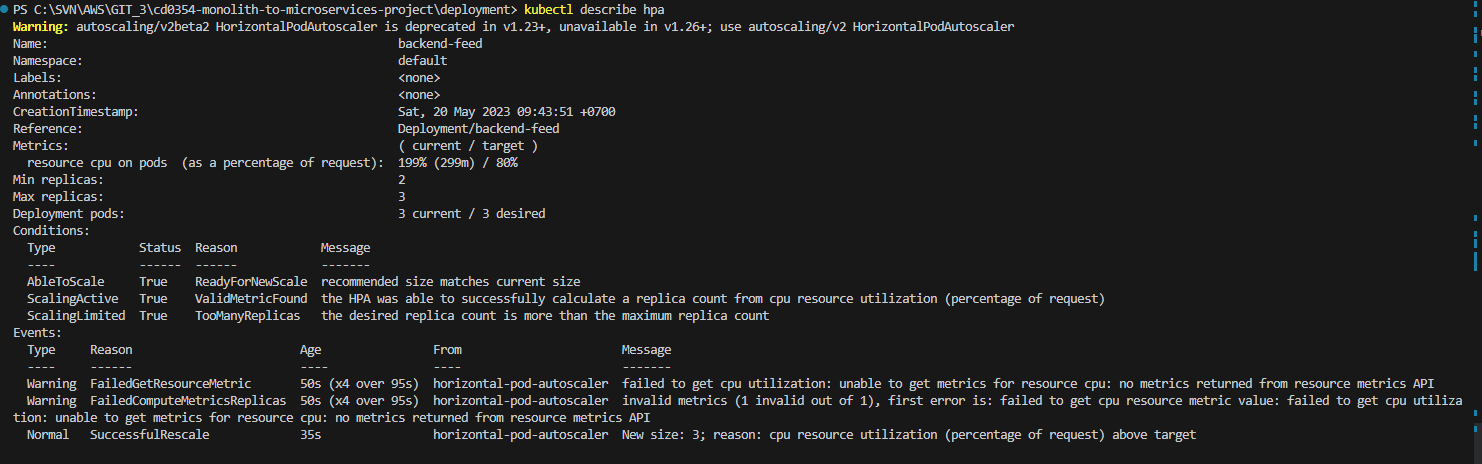 PS C:\SVN\AWS\GIT_3\cd0354-monolith-to-microservices-project\deployment> kubectl describe hpa
Warning: autoscaling/v2beta2 HorizontalPodAutoscaler is deprecated in v1.23+, unavailable in v1.26+; use autoscaling/v2 HorizontalPodAutoscaler
Name:                                                  backend-feed
Namespace:                                             default
Labels:                                                <none>
Annotations:                                           <none>
CreationTimestamp:                                     Sat, 20 May 2023 09:43:51 +0700
Reference:                                             Deployment/backend-feed
Metrics:                                               ( current / target )
  resource cpu on pods  (as a percentage of request):  199% (299m) / 80%
Min replicas:                                          2
Max replicas:                                          3
Deployment pods:                                       3 current / 3 desired
Conditions:
  Type            Status  Reason            Message
  ----            ------  ------            -------
  AbleToScale     True    ReadyForNewScale  recommended size matches current size
  ScalingActive   True    ValidMetricFound  the HPA was able to successfully calculate a replica count from cpu resource utilization (percentage of request)
  ScalingLimited  True    TooManyReplicas   the desired replica count is more than the maximum replica count
Events:
  Type     Reason                        Age                From                       Message
  ----     ------                        ----               ----                       -------
  Warning  FailedGetResourceMetric       50s (x4 over 95s)  horizontal-pod-autoscaler  failed to get cpu utilization: unable to get metrics for resource cpu: no metrics returned from resource metrics API
  Warning  FailedComputeMetricsReplicas  50s (x4 over 95s)  horizontal-pod-autoscaler  invalid metrics (1 invalid out of 1), first error is: failed to get cpu resource metric value: failed to get cpu utiliza
tion: unable to get metrics for resource cpu: no metrics returned from resource metrics API
  Normal   SuccessfulRescale             35s                horizontal-pod-autoscaler  New size: 3; reason: cpu resource utilization (percentage of request) above target